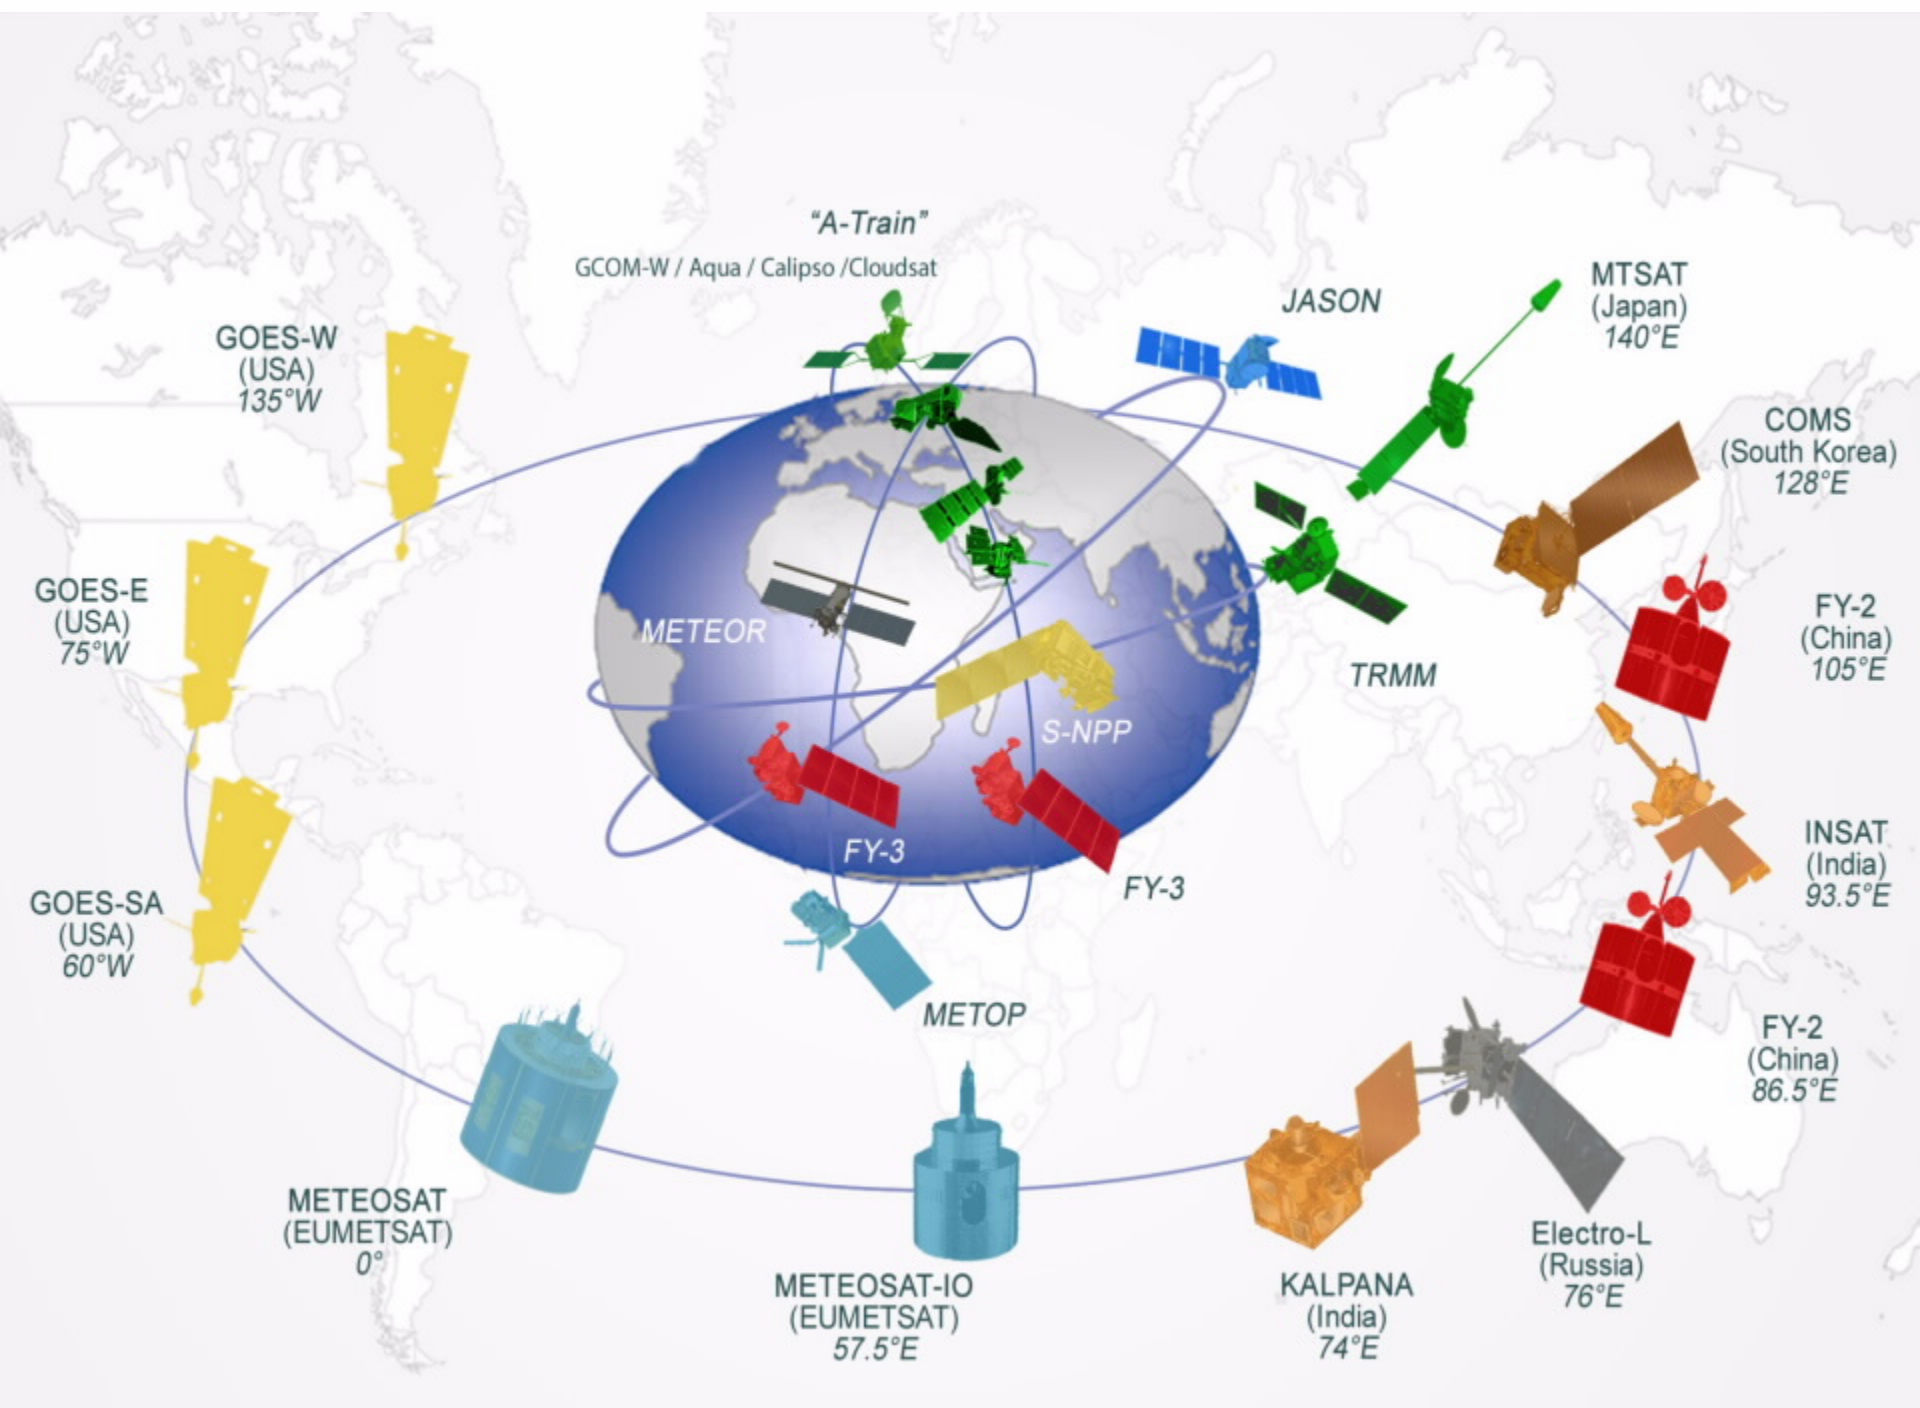 “A-Train”
GCOM-W / Aqua / Calipso /Cloudsat
JASON
MTSAT
(Japan)
140°E
GOES-W
(USA)
135°W
COMS
(South Korea)
128°E
GOES-E
(USA)
75°W
METEOR
FY-2
(China)
105°E
TRMM
S-NPP
INSAT
(India)
93.5°E
FY-3
FY-3
GOES-SA
(USA)
60°W
METOP
FY-2
(China)
86.5°E
METEOSAT
(EUMETSAT)
0°
METEOSAT-IO
(EUMETSAT)
57.5°E
KALPANA
(India)
74°E
Electro-L
(Russia)
76°E